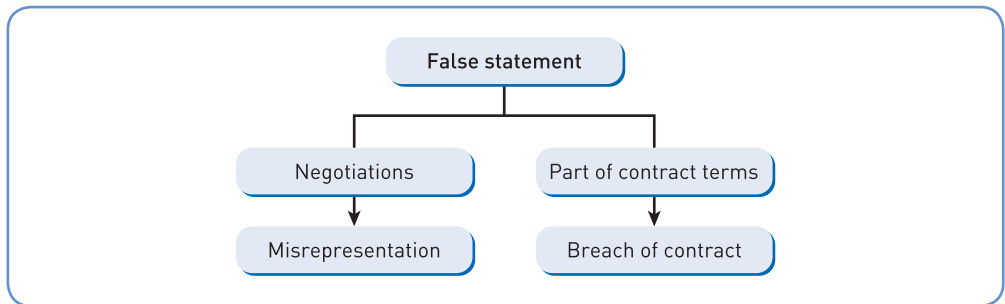 False statement
Negotiations
Part of contract terms
Misrepresentation
Breach of contract